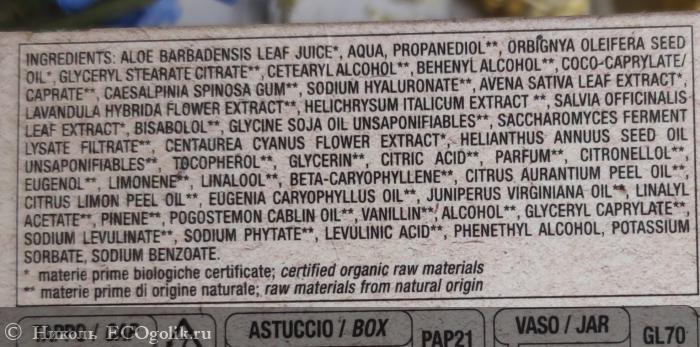 INGREDIENTS: ALOE BARBADENSIS LEAF JUICE*, AQUA, PROPANEDIOL**, ORBIGNYA OLEIFERA SEED
OIL*, GLYCERYL STEARATE CITRATE**, CETEARYL ALCOHOL**, BEHENYL ALCOHOL**, COCO-CAPRYLATE/
CAPRATE**, CAESALPINIA SPINOSA GUM**, SODIUM HYALURONATE**, AVENA SATIVA LEAF EXTRACT*,
LAVANDULA HYBRIDA FLOWER EXTRACT**, HELICHRYSUM ITALICUM EXTRACT **, SALVIA OFFICINALIS
LEAF EXTRACT*, BISABOLOL**, GLYCINE SOJA OIL UNSAPONIFIABLES**, SACCHAROMYCES FERMENT
LYSATE FILTRATE**, CENTAUREA CYANUS FLOWER EXTRACT*, HELIANTHUS ANNUUS SEED OIL
UNSAPONIFIABLES**, TOCOPHEROL**, GLYCERIN**, CITRIC ACID**, PARFUM**, CITRONELLOL**
EUGENOL**, LIMONENE**, LINALOOL**, BETA-CARYOPHYLLENE**, CITRUS AURANTIUM PEEL OIL**,
CITRUS LIMON PEEL OIL**, EUGENIA CARYOPHYLLUS OIL**, JUNIPERUS VIRGINIANA OIL**, LINALYL
ACETATE**, PINENE**, POGOSTEMON CABLIN OIL**, VANILLIN**, ALCOHOL**, GLYCERYL CAPRYLATE**,
SODIUM LEVULINATE**, SODIUM PHYTATE**, LEVULINIC ACID**, PHENETHYL ALCOHOL, POTASSIUM
SORBATE, SODIUM BENZOATE.
* materie prime biologiche certificate; certified organic raw materials
** materie prime di origine naturale; raw materials from natural origin
ASTUCCIO / BOX
PAP21
VASO / JAR
GL70
© Николь ECOgolik.ru